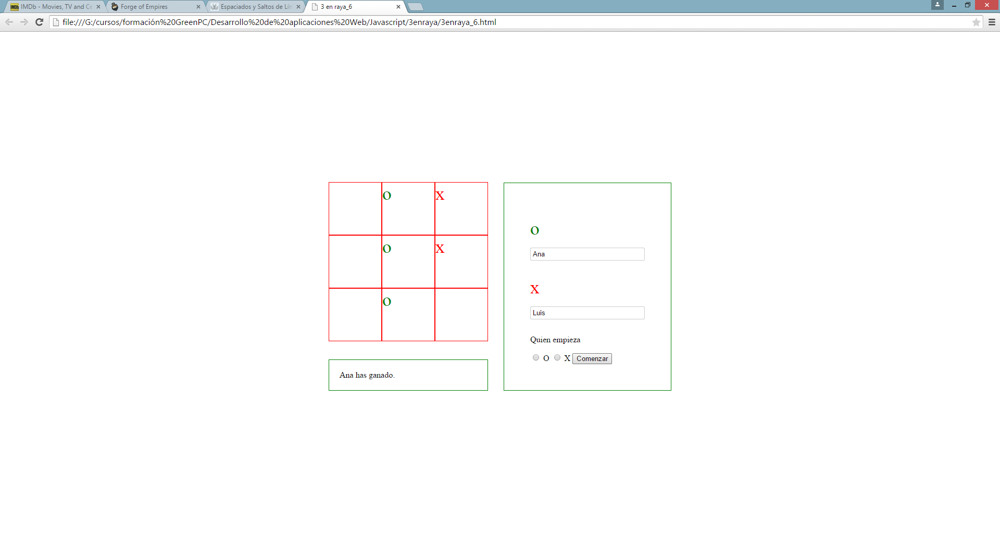 IMDb IMDb - Movies, TV and Ce
Forge of Empires
Espaciados y Saltos de Lín
3 en raya_6
file:///G:/cursos/formación%20GreenPC/Desarrollo%20de%20aplicaciones%20Web/Javascript/3enraya/3enraya_6.html
O X
O X
O
Ana has ganado.
O
Ana
X
Luis
Quien empieza
O X Comenzar